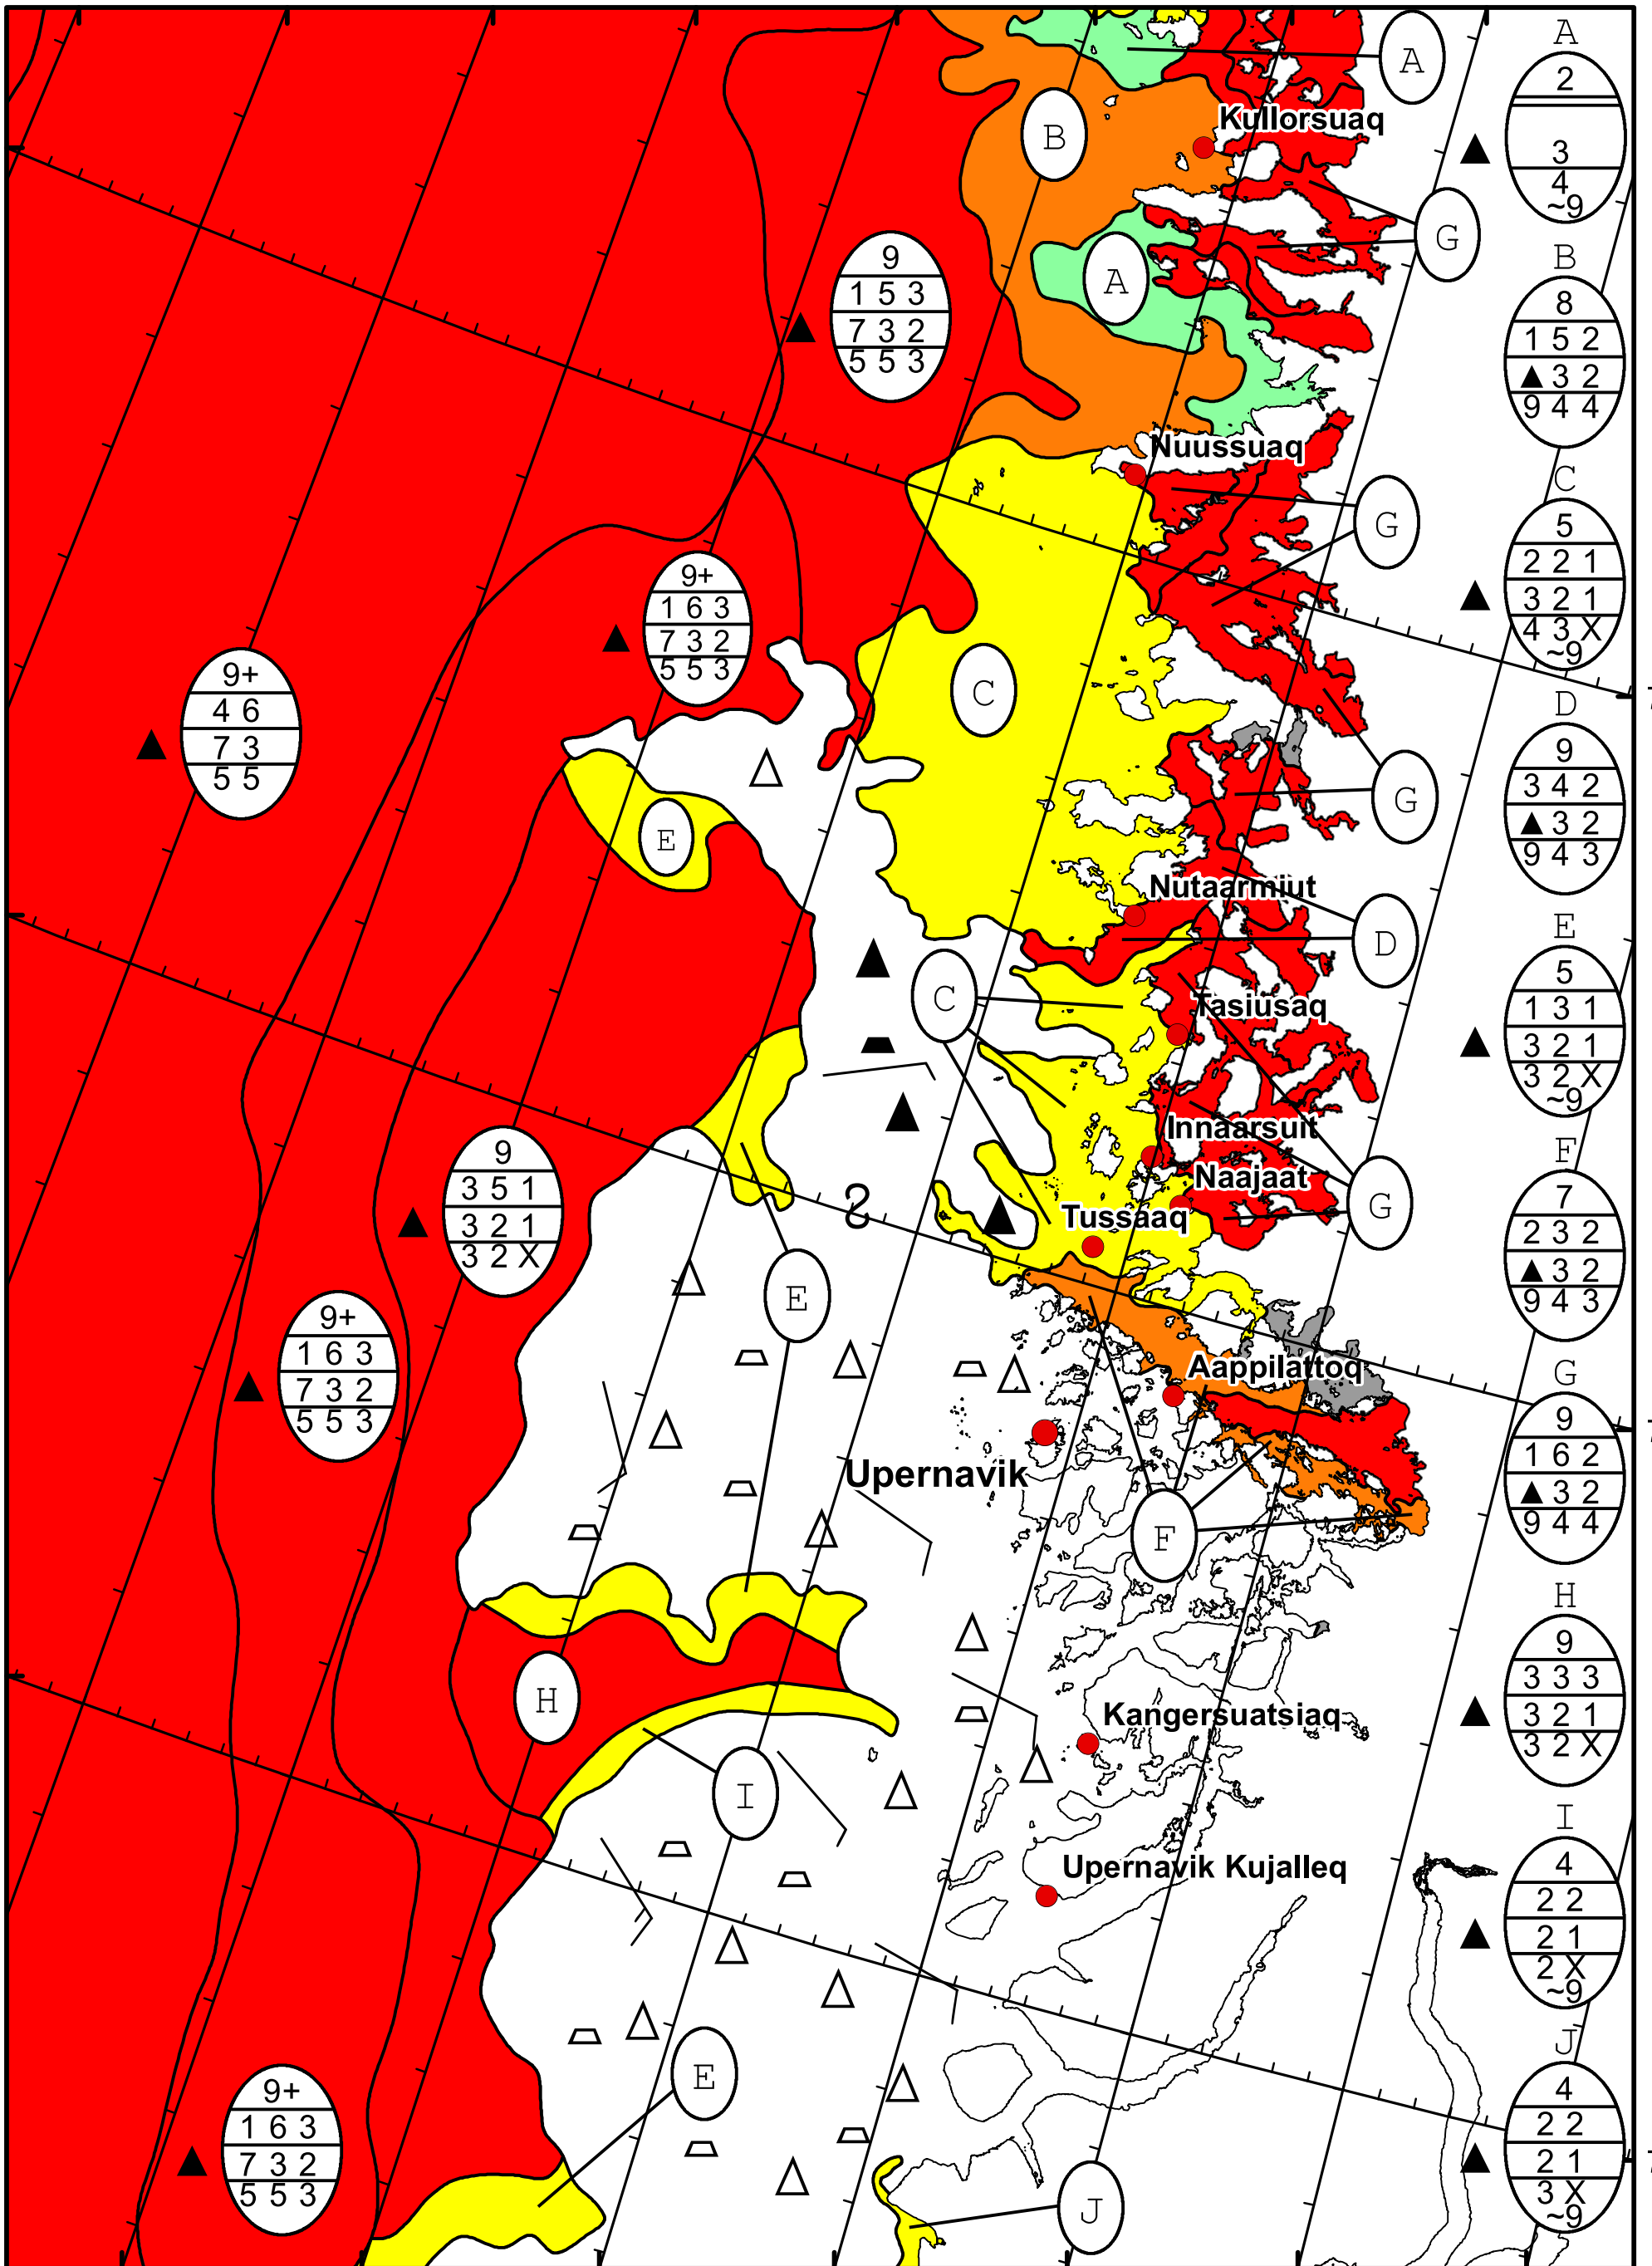 A
2
3
4
~9
A
B
Kullorsuaq
G
A
B
8
1 5 2
▲ 3 2
9 4 4
9
1 5 3
7 3 2
5 5 3
Nuussuaq
G
C
5
2 2 1
3 2 1
4 3 X
~9
9+
1 6 3
7 3 2
5 5 3
9+
4 6
7 3
5 5
C
G
D
9
3 4 2
▲ 3 2
9 4 3
E
Nutaarmiut
D
C
Tasiusaq
E
5
1 3 1
3 2 1
3 2 X
~9
9
3 5 1
3 2 1
3 2 X
Innaarsuit
Naajaat
Tussaaq
G
F
7
2 3 2
▲ 3 2
9 4 3
E
9+
1 6 3
7 3 2
5 5 3
Aappilattoq
Upernavik
F
G
9
1 6 2
▲ 3 2
9 4 4
H
Kangersuatsiaq
H
9
3 3 3
3 2 1
3 2 X
I
Upernavik Kujalleq
I
4
2 2
2 1
2 X
~9
E
9+
1 6 3
7 3 2
5 5 3
J
J
4
2 2
2 1
3 X
~9